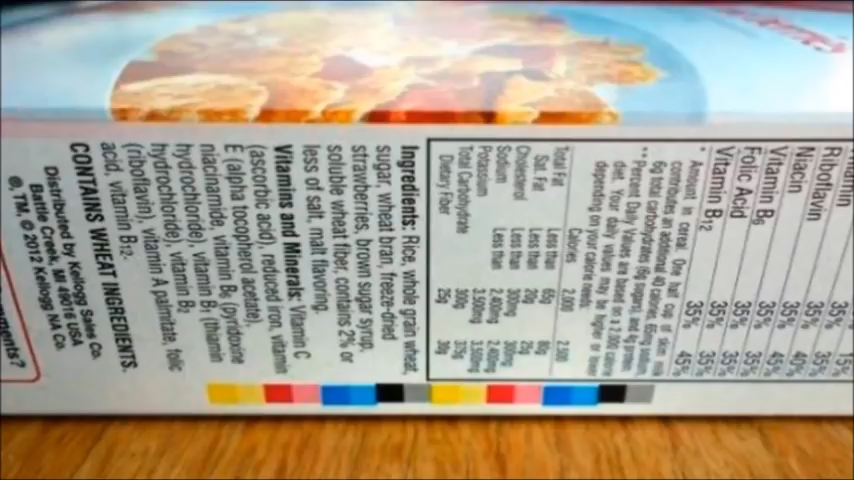 Riboflavin 35% 35%
Niacin 35% 40%
Vitamin B6 35% 45%
Folic Acid 35% 35%
Vitamin B12 35% 35%
35% 45%
* Amount in cereal. One half cup of skim milk
contributes an additional 40 calories, 65mg sodium,
6g total carbohydrates (6g sugars), and 4g protein.
** Percent Daily Values are based on a 2,000 calorie
diet. Your daily values may be higher or lower
depending on your calorie needs:
Calories 2,000 2,500
Total Fat Less than 65g 80g
Sat. Fat Less than 20g 25g
Cholesterol Less than 300mg 300mg
Sodium Less than 2,400mg 2,400mg
Potassium 3,500mg 3,500mg
Total Carbohydrate 300g 375g
Dietary Fiber 25g 30g
Ingredients: Rice, whole grain wheat,
sugar, wheat bran, freeze-dried
strawberries, brown sugar syrup,
soluble wheat fiber, contains 2% or
less of salt, malt flavoring.
Vitamins and Minerals: Vitamin C
(ascorbic acid), reduced iron, vitamin
E (alpha tocopherol acetate),
niacinamide, vitamin B6 (pyridoxine
hydrochloride), vitamin B1 (thiamin
hydrochloride), vitamin B2
(riboflavin), vitamin A palmitate, folic
acid, vitamin B12.
CONTAINS WHEAT INGREDIENTS.
Distributed by Kellogg Sales Co.
Battle Creek, MI 49016 USA
®, TM, © 2012 Kellogg NA Co.